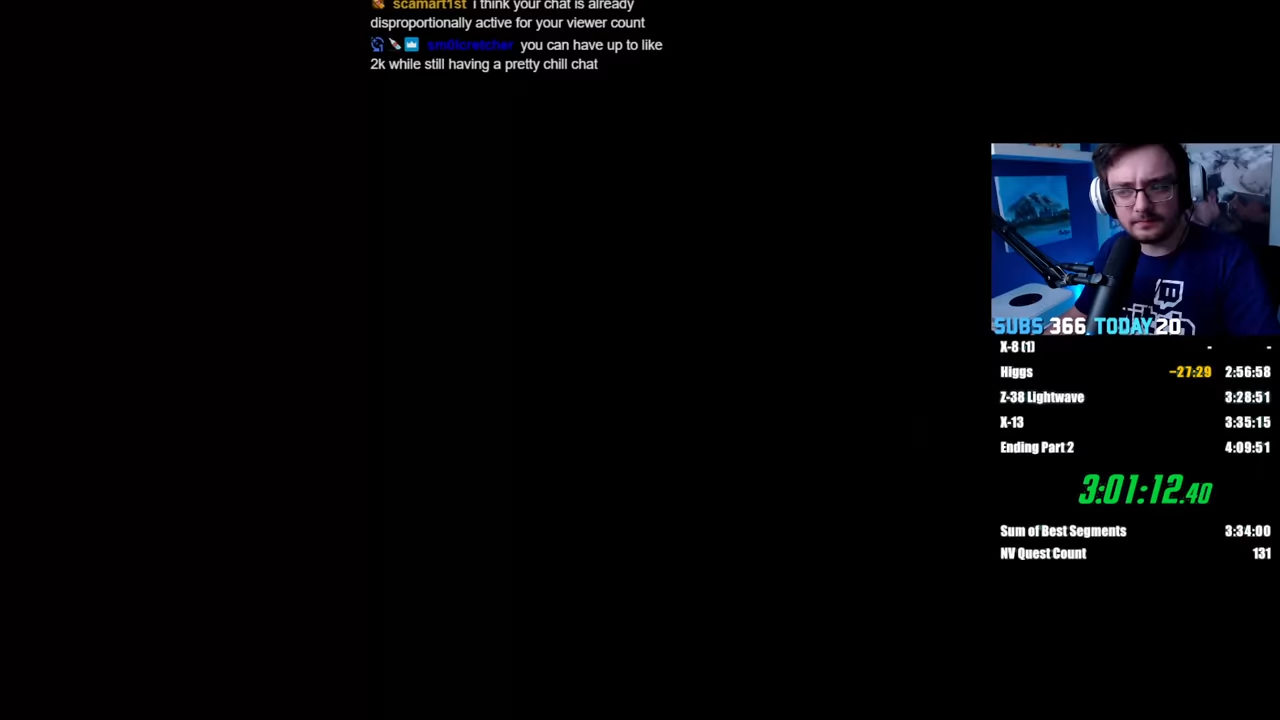 scamart1st i think your chat is already
disproportionally active for your viewer count
sm0lcretcher you can have up to like
2k while still having a pretty chill chat
SUBS 366 TODAY 20
X-8 (1) - -
Higgs -27:29 2:56:58
Z-38 Lightwave 3:28:51
X-13 3:35:15
Ending Part 2 4:09:51
3:01:12.40
Sum of Best Segments 3:34:00
NV Quest Count 131